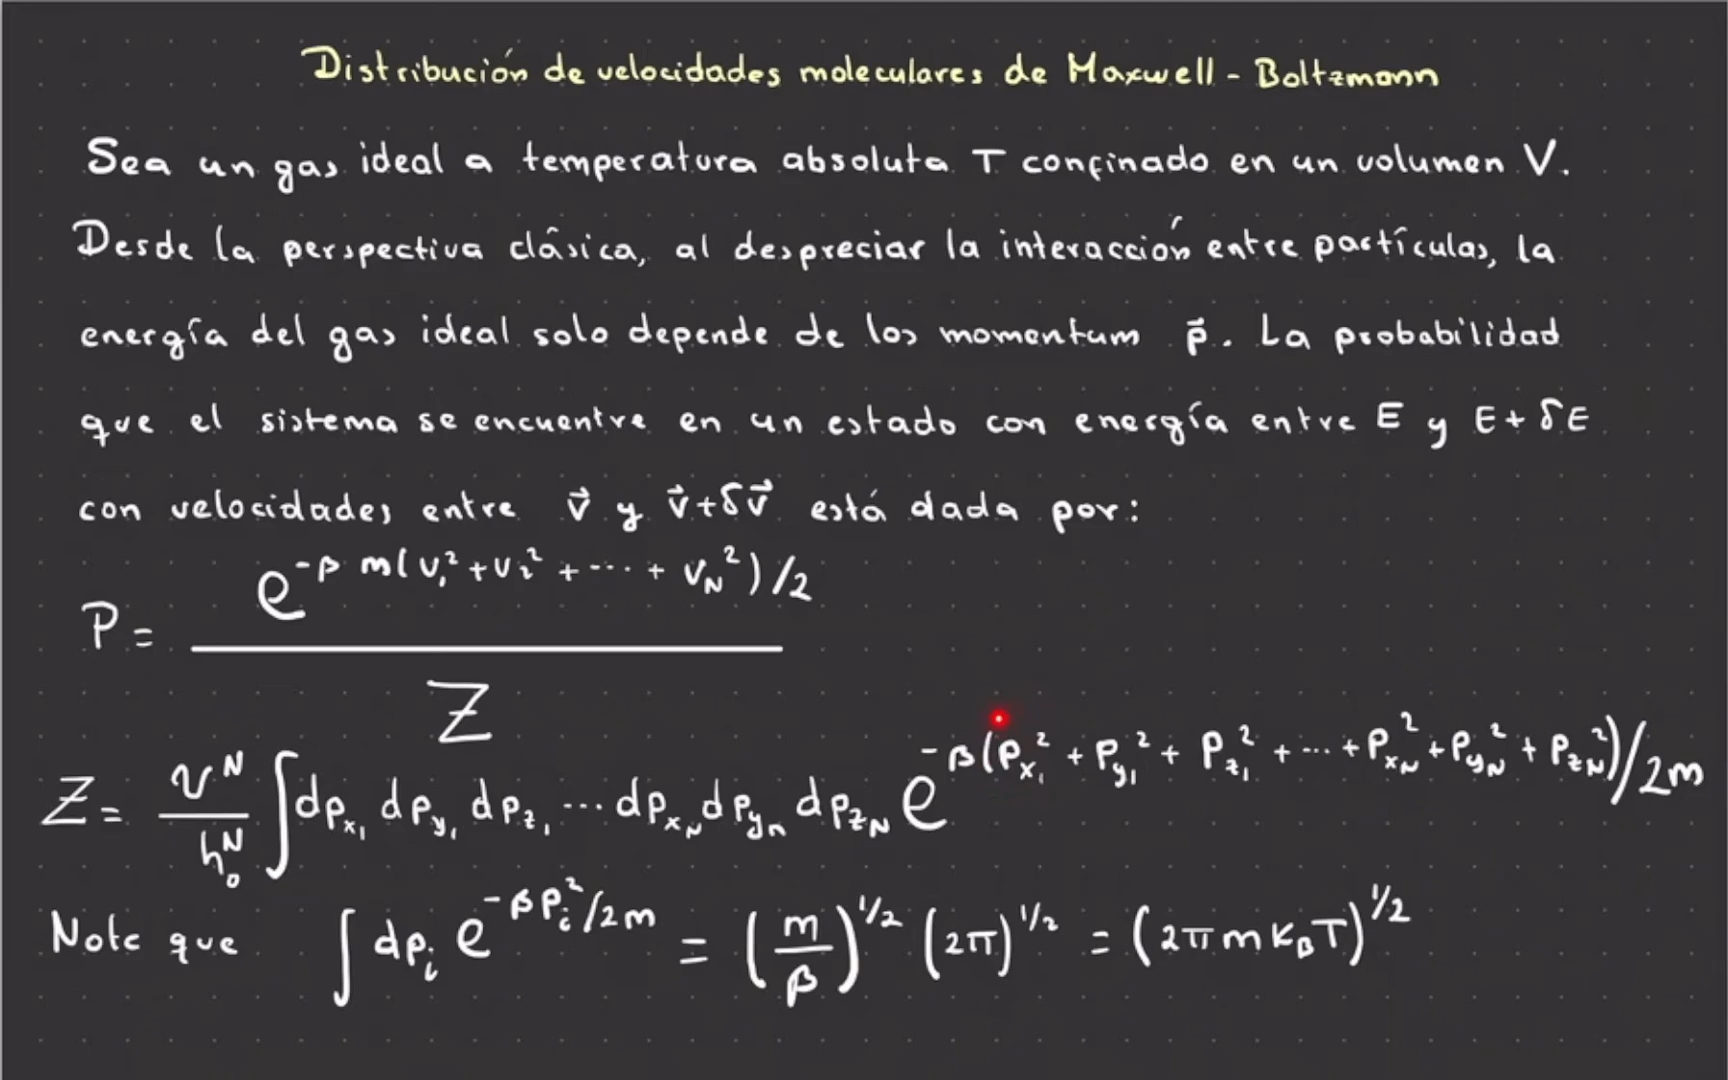 Distribución de velocidades moleculares de Maxwell - Boltzmann
Sea un gas ideal a temperatura absoluta T confinado en un volumen V.
Desde la perspectiva clásica, al despreciar la interacción entre partículas, la
energía del gas ideal solo depende de los momentum p⃗. La probabilidad
que el sistema se encuentre en un estado con energía entre E y E+δE
con velocidades entre v⃗ y v⃗+δv⃗ está dada por:
P = e^{-β m(v₁²+v₂²+···+v_N²)/2} / Z
Z = V^N / h₀^N ∫ dp_{x₁} dp_{y₁} dp_{z₁} ··· dp_{x_N} dp_{y_n} dp_{z_N} e^{-β(p_{x₁}²+p_{y₁}²+p_{z₁}²+···+p_{x_N}²+p_{y_N}²+p_{z_N}²)/2m}
Note que ∫ dp_i e^{-βp_i²/2m} = (m/β)^{1/2} (2π)^{1/2} = (2πmk_BT)^{1/2}